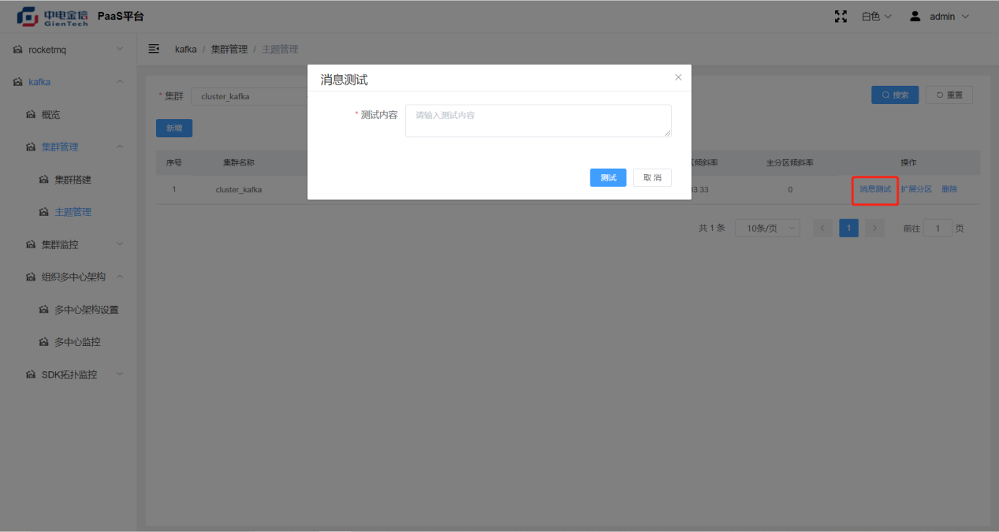 中电金信
GienTech
PaaS平台
白色
admin
rocketmq
kafka
概览
集群管理
集群搭建
主题管理
集群监控
组织多中心架构
多中心架构设置
多中心监控
SDK拓扑监控
kafka / 集群管理 / 主题管理
* 集群 cluster_kafka
搜索
重置
新增
序号 集群名称 倾斜率 主分区倾斜率 操作
1 cluster_kafka 3.33 0 消息测试 扩展分区 删除
共 1 条 10条/页 1 前往 1 页
消息测试
* 测试内容 请输入测试内容
测试 取 消